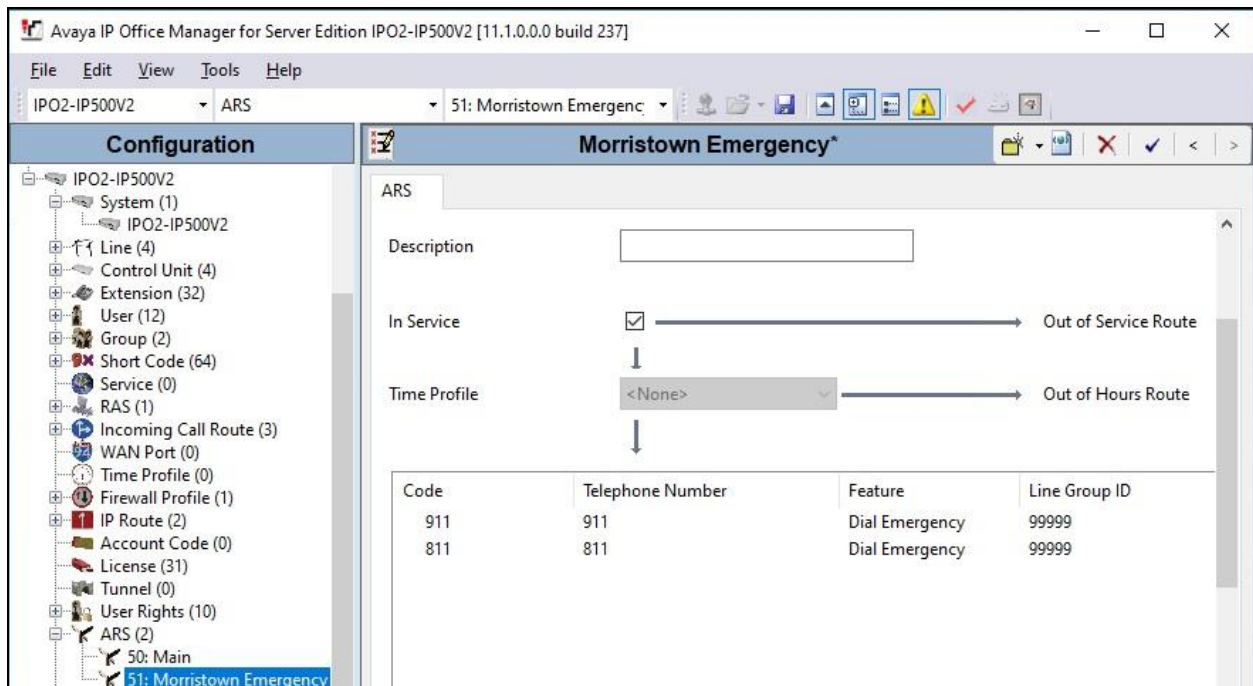 Avaya IP Office Manager for Server Edition IPO2-IP500V2 [11.1.0.0.0 build 237]
File Edit View Tools Help
IPO2-IP500V2 ARS 51: Morristown Emergenc
Configuration
IPO2-IP500V2
System (1)
IPO2-IP500V2
Line (4)
Control Unit (4)
Extension (32)
User (12)
Group (2)
Short Code (64)
Service (0)
RAS (1)
Incoming Call Route (3)
WAN Port (0)
Time Profile (0)
Firewall Profile (1)
IP Route (2)
Account Code (0)
License (31)
Tunnel (0)
User Rights (10)
ARS (2)
50: Main
51: Morristown Emergency
Morristown Emergency*
ARS
Description
In Service Out of Service Route
Time Profile <None> Out of Hours Route
Code Telephone Number Feature Line Group ID
911 911 Dial Emergency 99999
811 811 Dial Emergency 99999